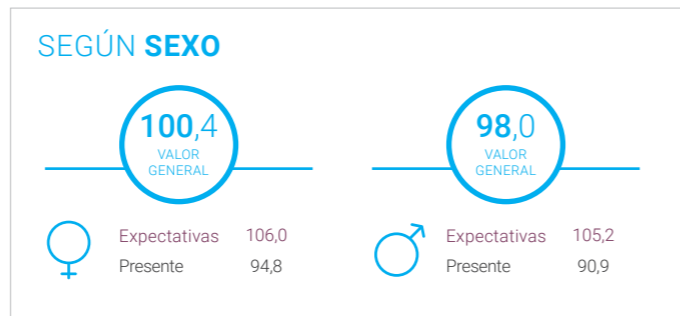 SEGÚN SEXO
100,4
VALOR
GENERAL
Expectativas 106,0
Presente 94,8
98,0
VALOR
GENERAL
Expectativas 105,2
Presente 90,9